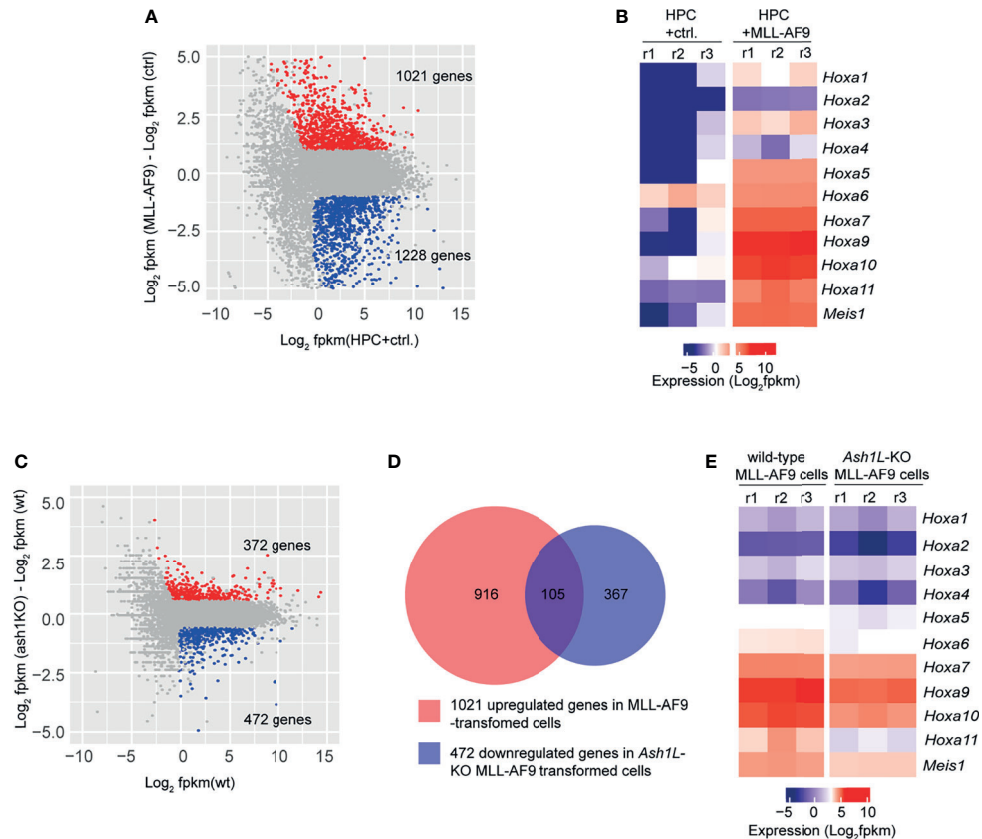 A
5.0
2.5
0.0
−2.5
−5.0
Log2 fpkm (MLL-AF9) - Log2 fpkm (ctrl)
1021 genes
1228 genes
−10 −5 0 5 10 15
Log2 fpkm(HPC+ctrl.)
B
HPC
+ctrl.
HPC
+MLL-AF9
r1 r2 r3 r1 r2 r3
Hoxa1
Hoxa2
Hoxa3
Hoxa4
Hoxa5
Hoxa6
Hoxa7
Hoxa9
Hoxa10
Hoxa11
Meis1
−5 0 5 10
Expression (Log2fpkm)
C
5.0
2.5
0.0
−2.5
−5.0
Log2 fpkm (ash1KO) - Log2 fpkm (wt)
372 genes
472 genes
−10 −5 0 5 10 15
Log2 fpkm(wt)
D
916 105 367
1021 upregulated genes in MLL-AF9
-transfomed cells
472 downregulated genes in Ash1L-
KO MLL-AF9 transformed cells
E
wild-type
MLL-AF9 cells
Ash1L-KO
MLL-AF9 cells
r1 r2 r3 r1 r2 r3
Hoxa1
Hoxa2
Hoxa3
Hoxa4
Hoxa5
Hoxa6
Hoxa7
Hoxa9
Hoxa10
Hoxa11
Meis1
−5 0 5 10
Expression (Log2fpkm)